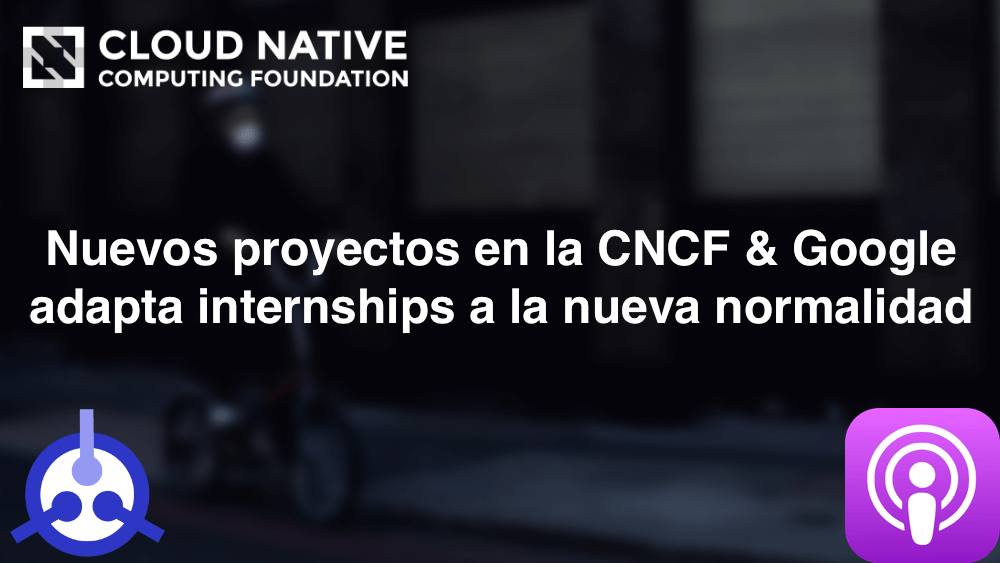 CLOUD NATIVE
COMPUTING FOUNDATION
Nuevos proyectos en la CNCF & Google
adapta internships a la nueva normalidad